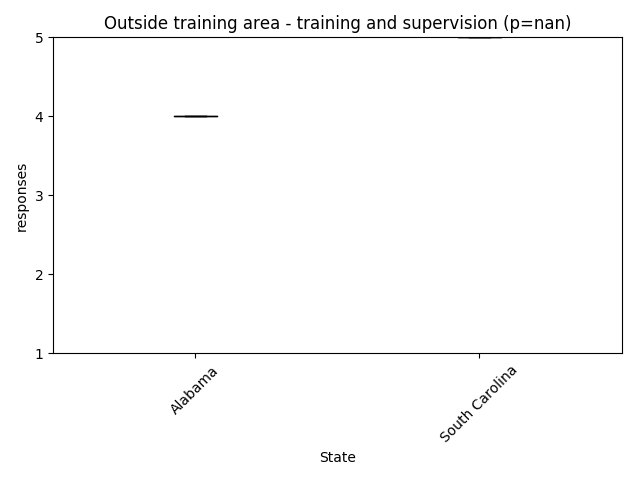 Outside training area - training and supervision (p=nan)
5
4
3
2
1
responses
Alabama
South Carolina
State